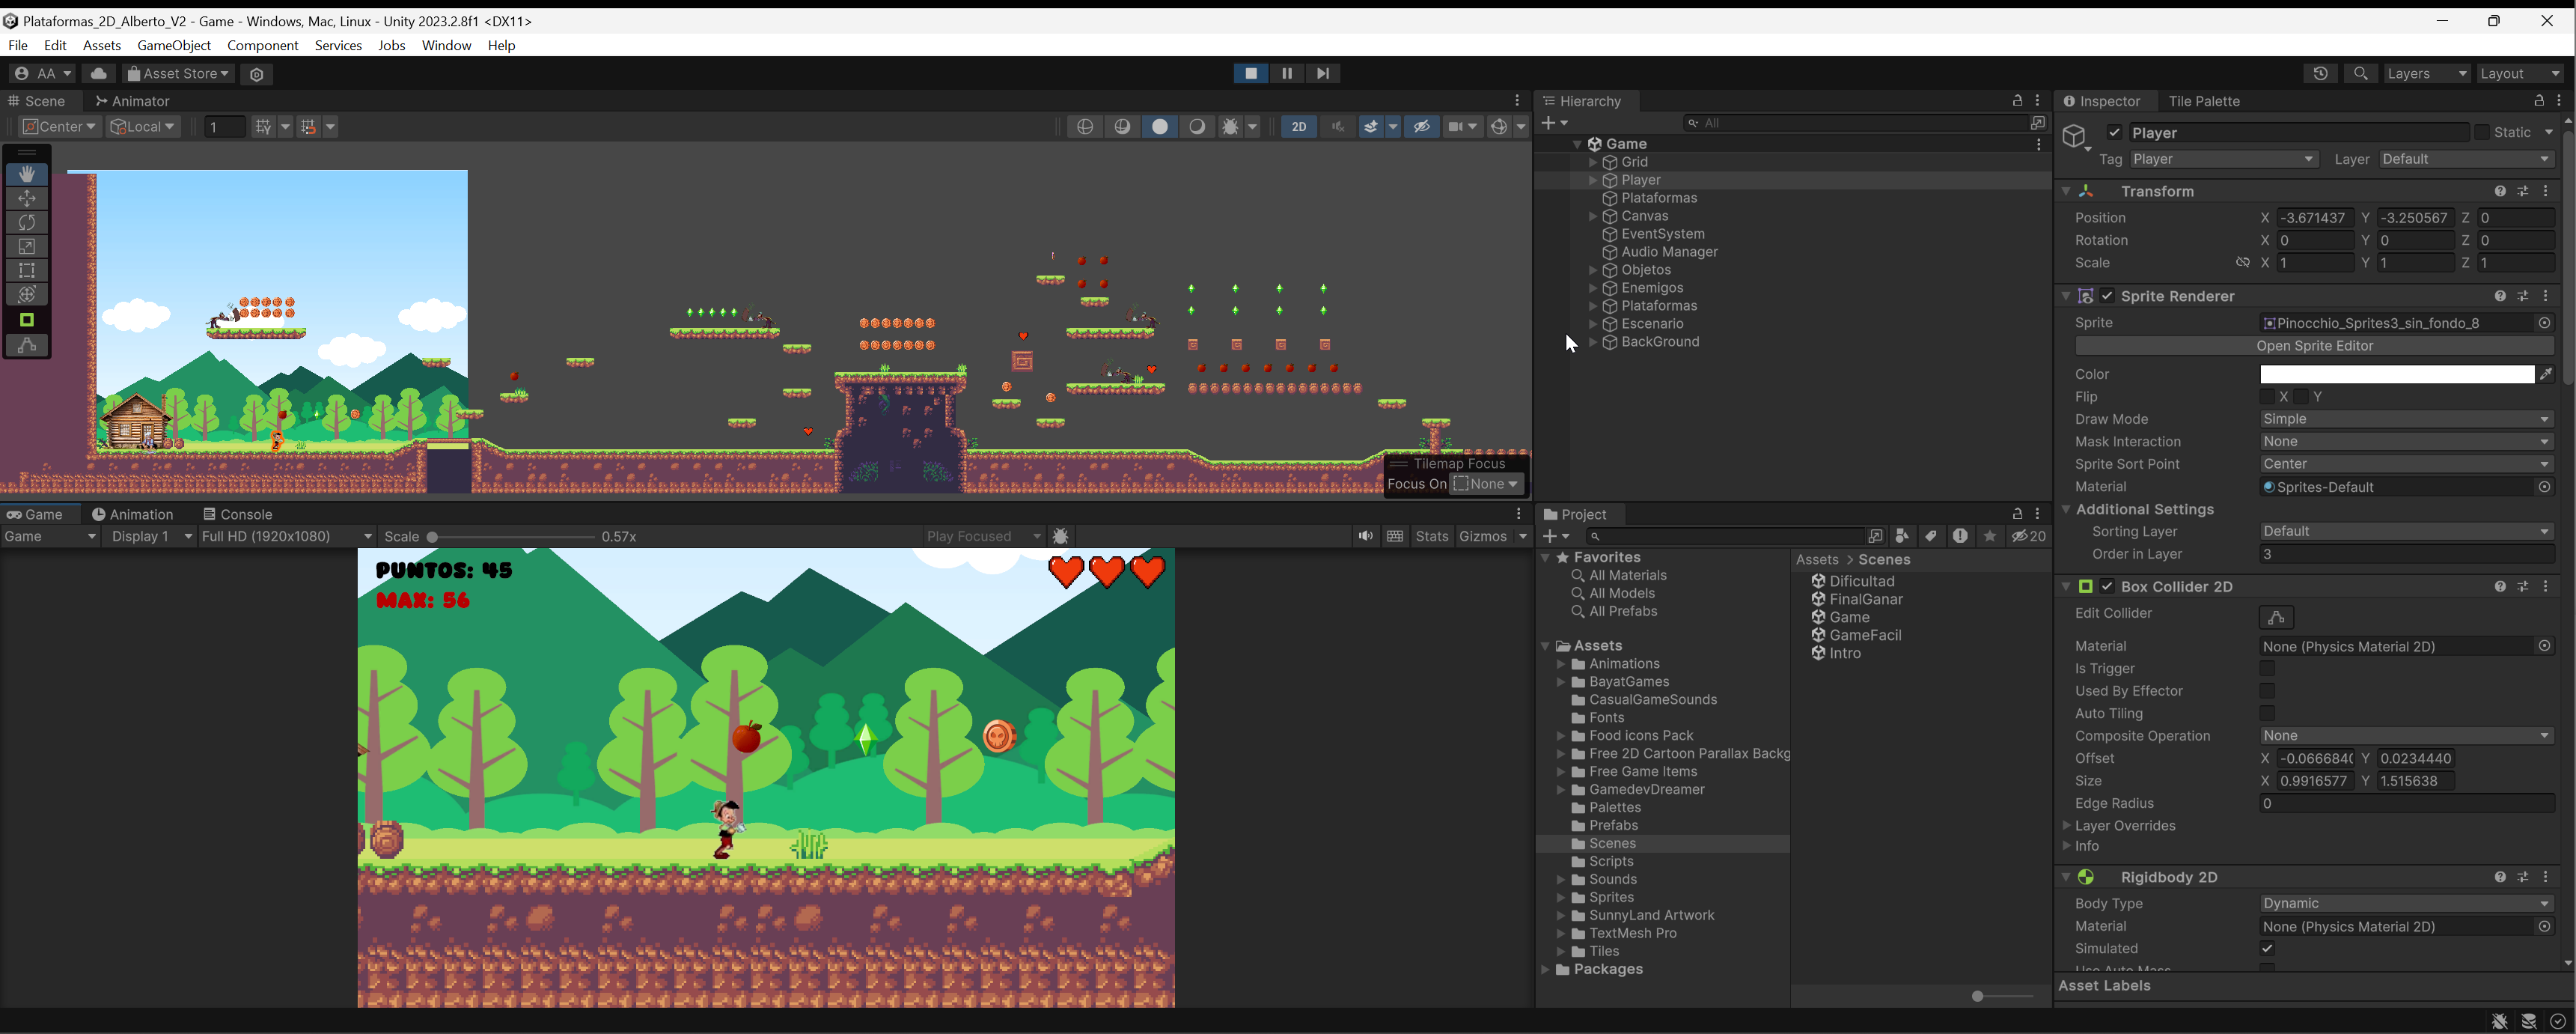 Plataformas_2D_Alberto_V2 - Game - Windows, Mac, Linux - Unity 2023.2.8f1 <DX11>
File Edit Assets GameObject Component Services Jobs Window Help
AA Asset Store Layers Layout
Scene Animator
Center Local 1 2D
Tilemap Focus
Focus On None
Hierarchy
All
Game
Grid
Player
Plataformas
Canvas
EventSystem
Audio Manager
Objetos
Enemigos
Plataformas
Escenario
BackGround
Game Animation Console
Game Display 1 Full HD (1920x1080) Scale 0.57x Play Focused Stats Gizmos
PUNTOS: 45
MAX: 56
Project
20
Favorites
All Materials
All Models
All Prefabs
Assets
Animations
BayatGames
CasualGameSounds
Fonts
Food icons Pack
Free 2D Cartoon Parallax Backg
Free Game Items
GamedevDreamer
Palettes
Prefabs
Scenes
Scripts
Sounds
Sprites
SunnyLand Artwork
TextMesh Pro
Tiles
Packages
Assets > Scenes
Dificultad
FinalGanar
Game
GameFacil
Intro
Inspector Tile Palette
Player Static
Tag Player Layer Default
Transform
Position X -3.671437 Y -3.250567 Z 0
Rotation X 0 Y 0 Z 0
Scale X 1 Y 1 Z 1
Sprite Renderer
Sprite Pinocchio_Sprites3_sin_fondo_8
Open Sprite Editor
Color
Flip X Y
Draw Mode Simple
Mask Interaction None
Sprite Sort Point Center
Material Sprites-Default
Additional Settings
Sorting Layer Default
Order in Layer 3
Box Collider 2D
Edit Collider
Material None (Physics Material 2D)
Is Trigger
Used By Effector
Auto Tiling
Composite Operation None
Offset X -0.0666840 Y 0.0234440
Size X 0.9916577 Y 1.515638
Edge Radius 0
Layer Overrides
Info
Rigidbody 2D
Body Type Dynamic
Material None (Physics Material 2D)
Simulated
Use Auto Mass
Asset Labels